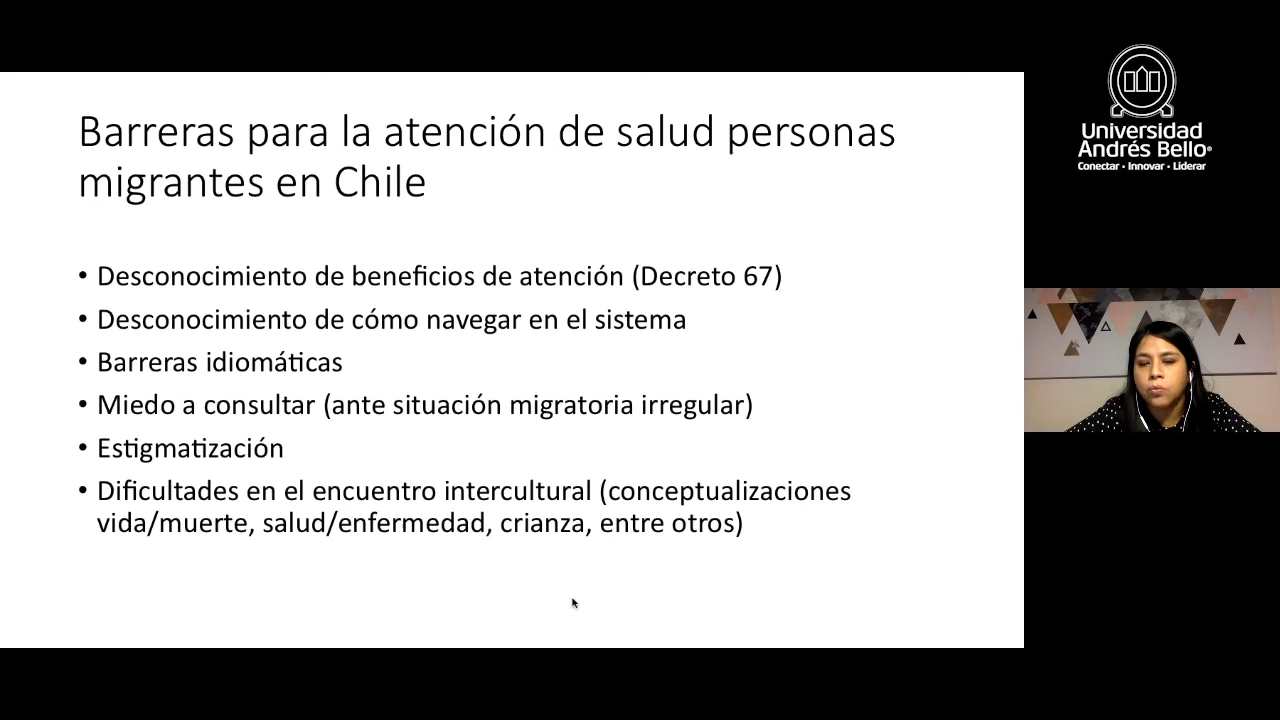 Barreras para la atención de salud personas
migrantes en Chile
• Desconocimiento de beneficios de atención (Decreto 67)
• Desconocimiento de cómo navegar en el sistema
• Barreras idiomáticas
• Miedo a consultar (ante situación migratoria irregular)
• Estigmatización
• Dificultades en el encuentro intercultural (conceptualizaciones
vida/muerte, salud/enfermedad, crianza, entre otros)
Universidad
Andrés Bello®
Conectar • Innovar • Liderar